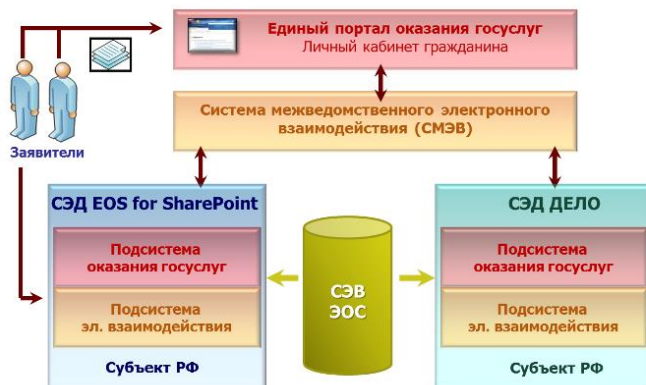 Единый портал оказания госуслуг
Личный кабинет гражданина
Система межведомственного электронного
взаимодействия (СМЭВ)
Заявители
СЭД EOS for SharePoint
Подсистема
оказания госуслуг
Подсистема
эл. взаимодействия
Субъект РФ
СЭВ
ЭОС
СЭД ДЕЛО
Подсистема
оказания госуслуг
Подсистема
эл. взаимодействия
Субъект РФ